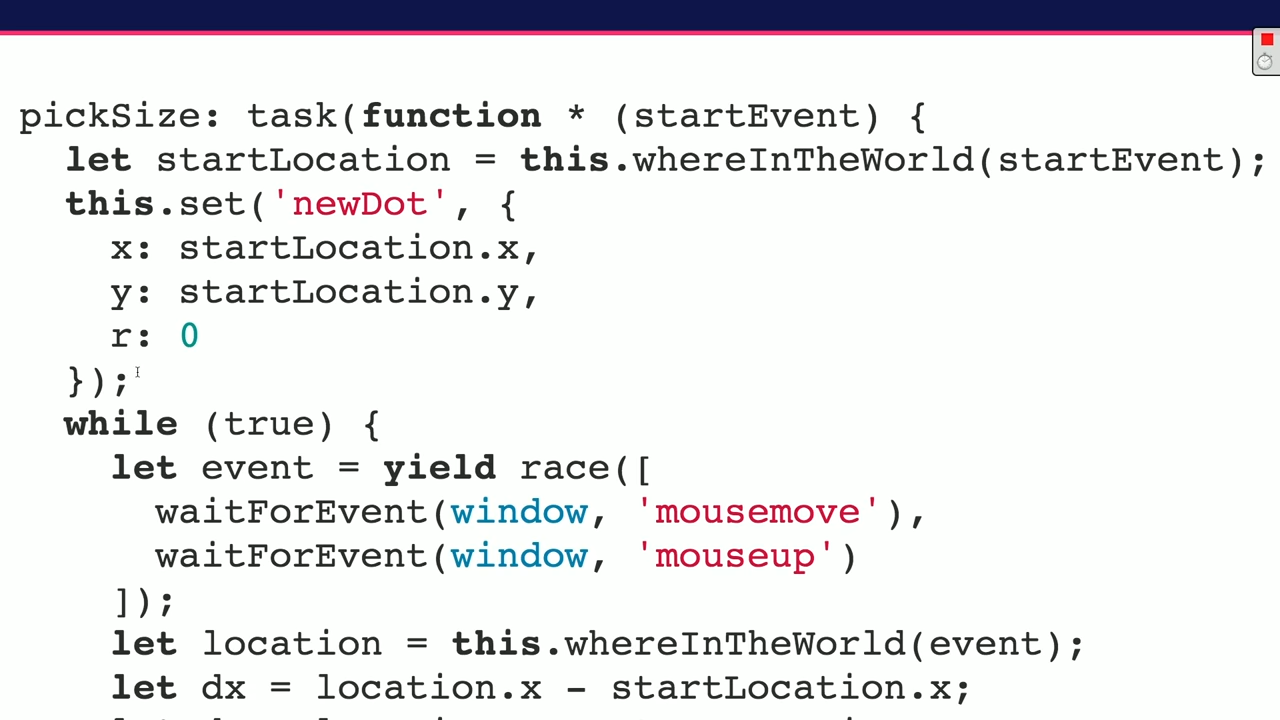 pickSize: task(function * (startEvent) {
let startLocation = this.whereInTheWorld(startEvent);
this.set('newDot', {
x: startLocation.x,
y: startLocation.y,
r: 0
});
while (true) {
let event = yield race([
waitForEvent(window, 'mousemove'),
waitForEvent(window, 'mouseup')
]);
let location = this.whereInTheWorld(event);
let dx = location.x - startLocation.x;